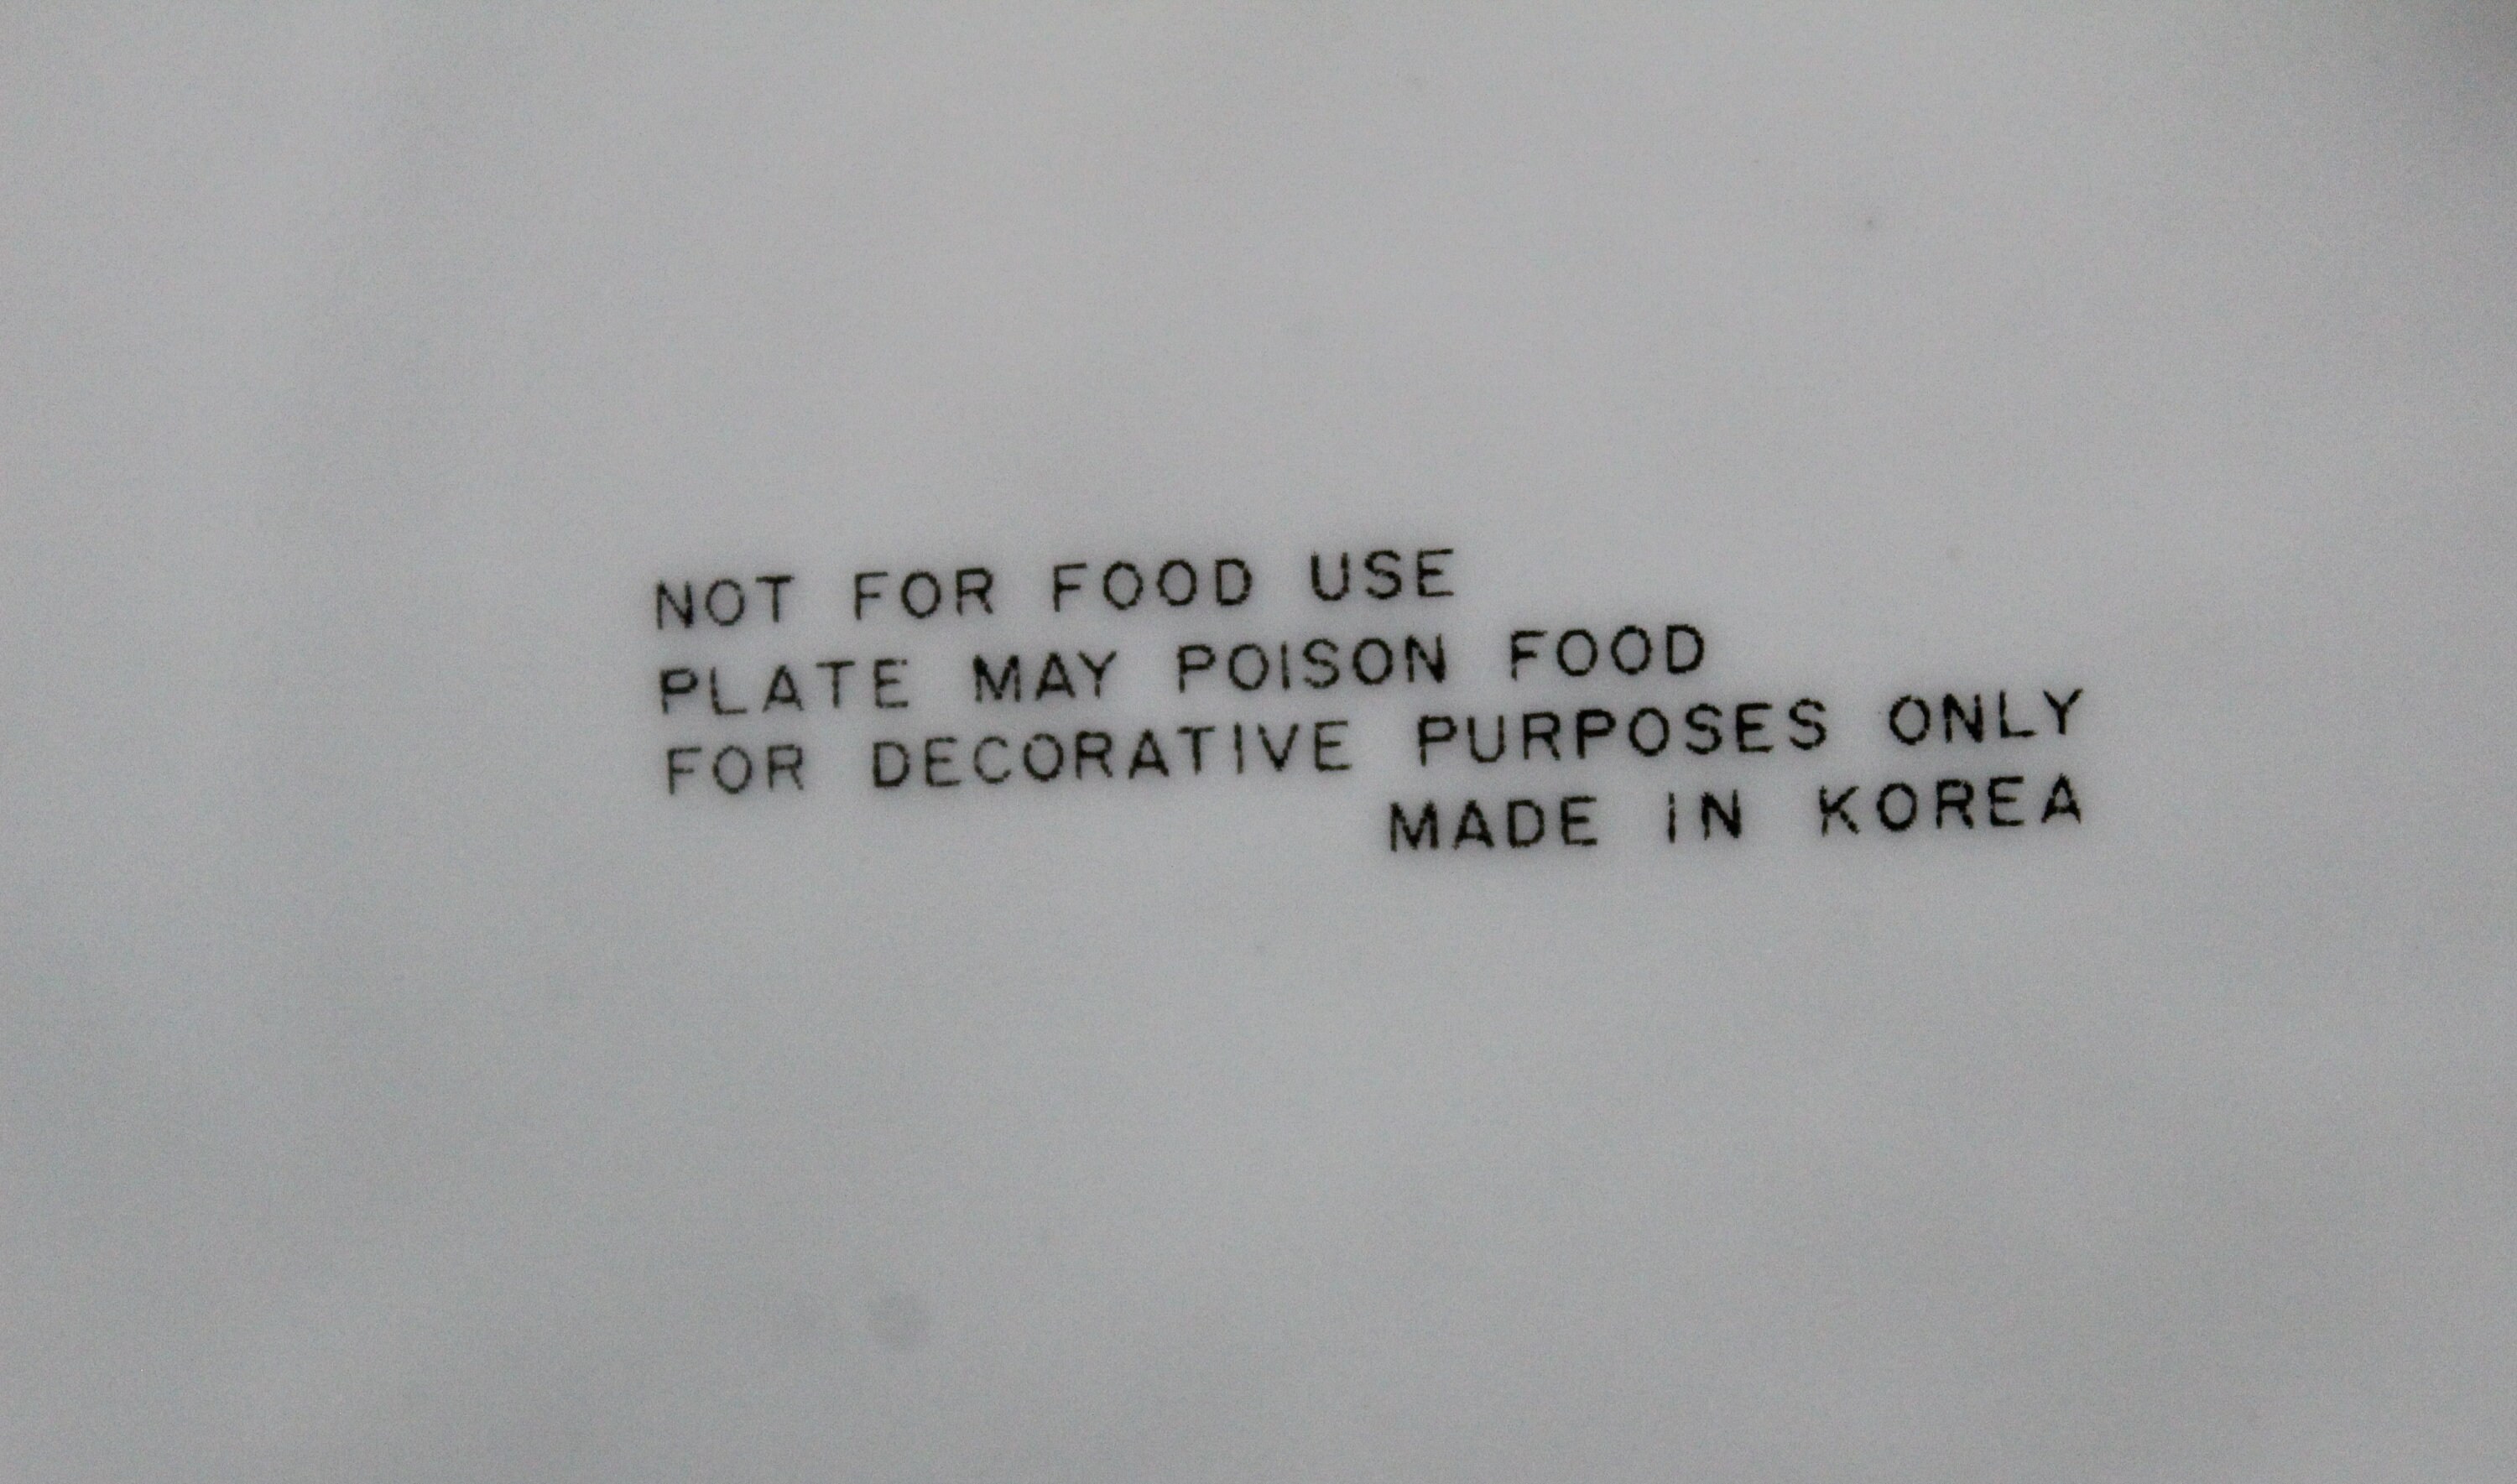 NOT FOR FOOD USE
PLATE MAY POISON FOOD
FOR DECORATIVE PURPOSES ONLY
MADE IN KOREA